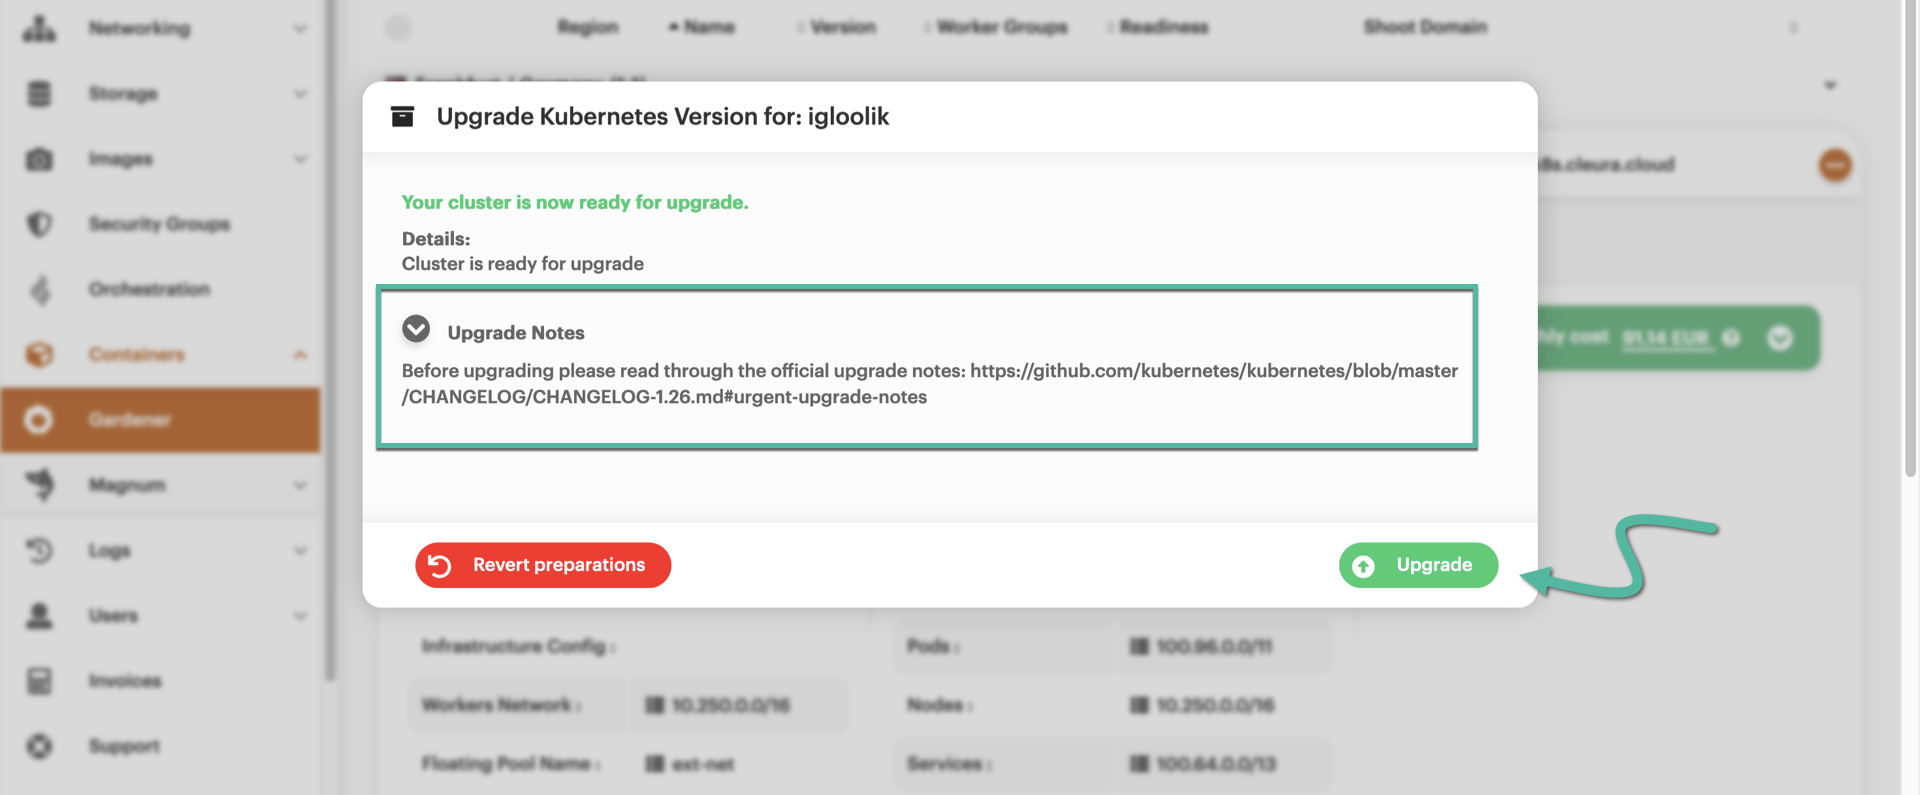 Networking
Storage
Images
Security Groups
Orchestration
Containers
Gardener
Magnum
Logs
Users
Invoices
Support
Region Name Version Worker Groups Readiness Shoot Domain
Upgrade Kubernetes Version for: igloolik
Your cluster is now ready for upgrade.
Details:
Cluster is ready for upgrade
Upgrade Notes
Before upgrading please read through the official upgrade notes: https://github.com/kubernetes/kubernetes/blob/master
/CHANGELOG/CHANGELOG-1.26.md#urgent-upgrade-notes
Revert preparations
Upgrade
8s.cleura.cloud
cost 91.14 EUR
Infrastructure Config :
Workers Network : 10.250.0.0/16
Floating Pool Name : ext-net
Pods : 100.96.0.0/11
Nodes : 10.250.0.0/16
Services : 100.64.0.0/13